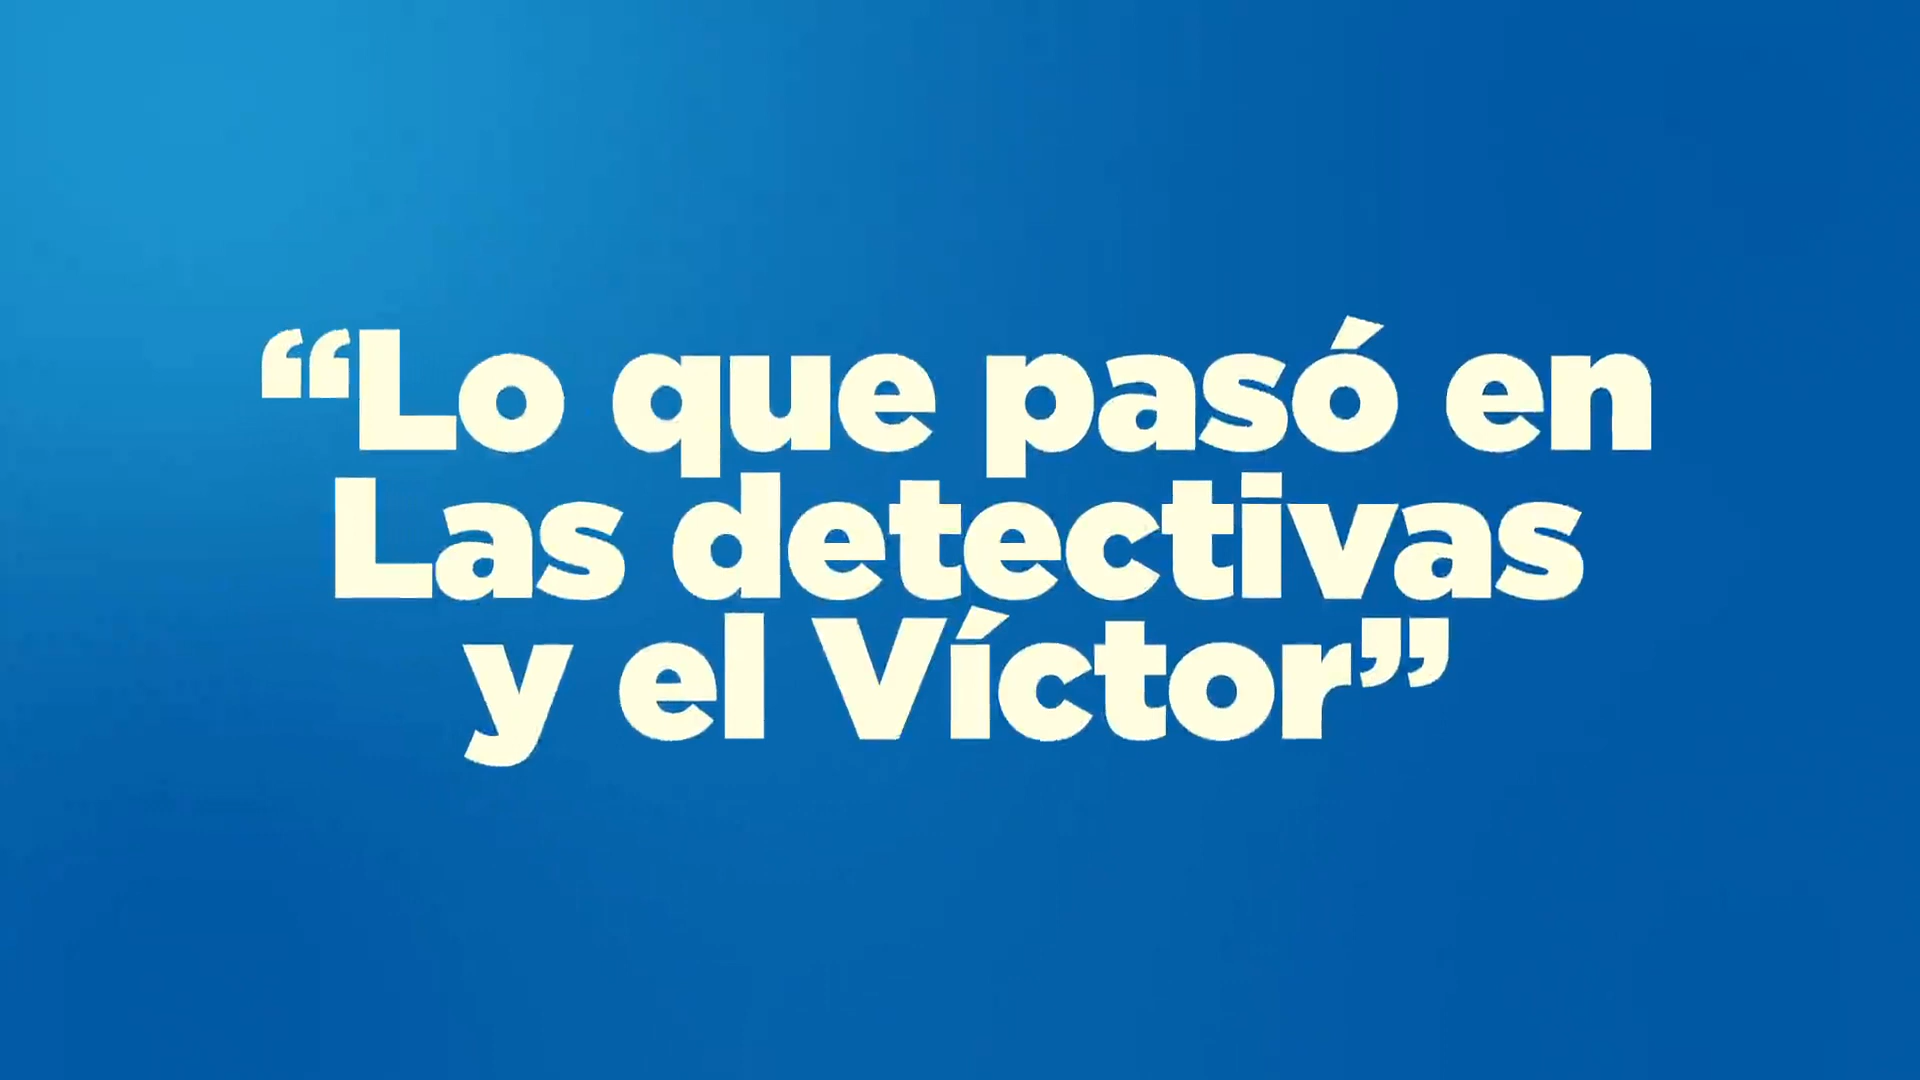 “Lo que pasó en
Las detectivas
y el Víctor”